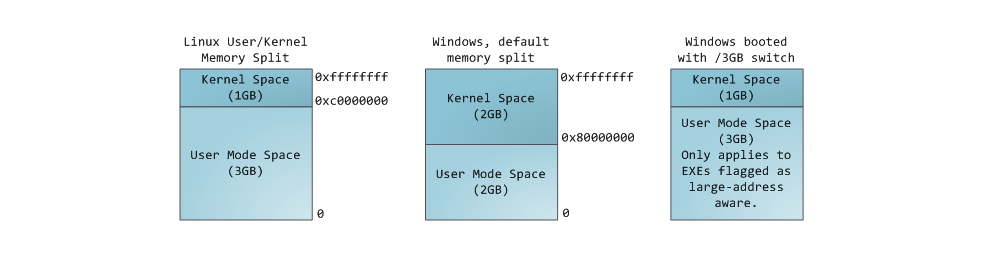 Linux User/Kernel
Memory Split
Kernel Space
(1GB)
0xffffffff
0xc0000000
User Mode Space
(3GB)
0
Windows, default
memory split
0xffffffff
Kernel Space
(2GB)
0x80000000
User Mode Space
(2GB)
0
Windows booted
with /3GB switch
Kernel Space
(1GB)
User Mode Space
(3GB)
Only applies to
EXEs flagged as
large-address
aware.